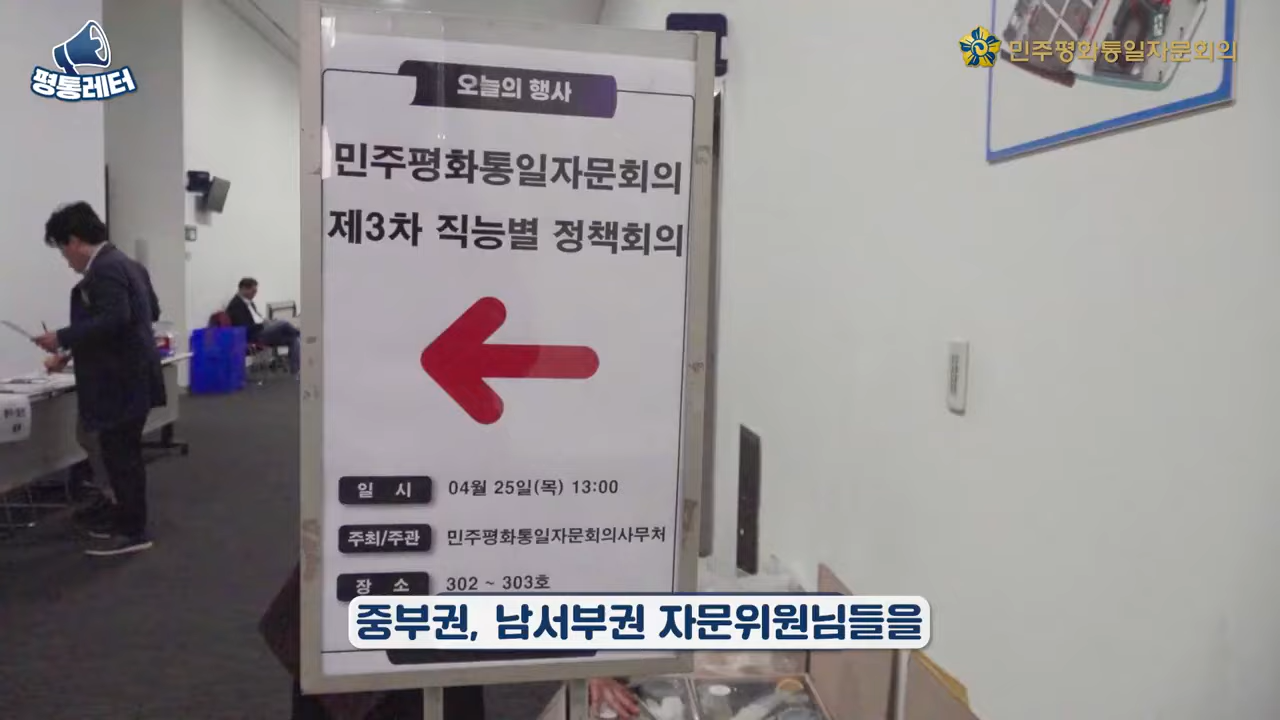 평통레터
민주평화통일자문회의
오늘의 행사
민주평화통일자문회의
제3차 직능별 정책회의
일 시 04월 25일(목) 13:00
주최/주관 민주평화통일자문회의사무처
장 소 302 ~ 303호
중부권, 남서부권 자문위원님들을